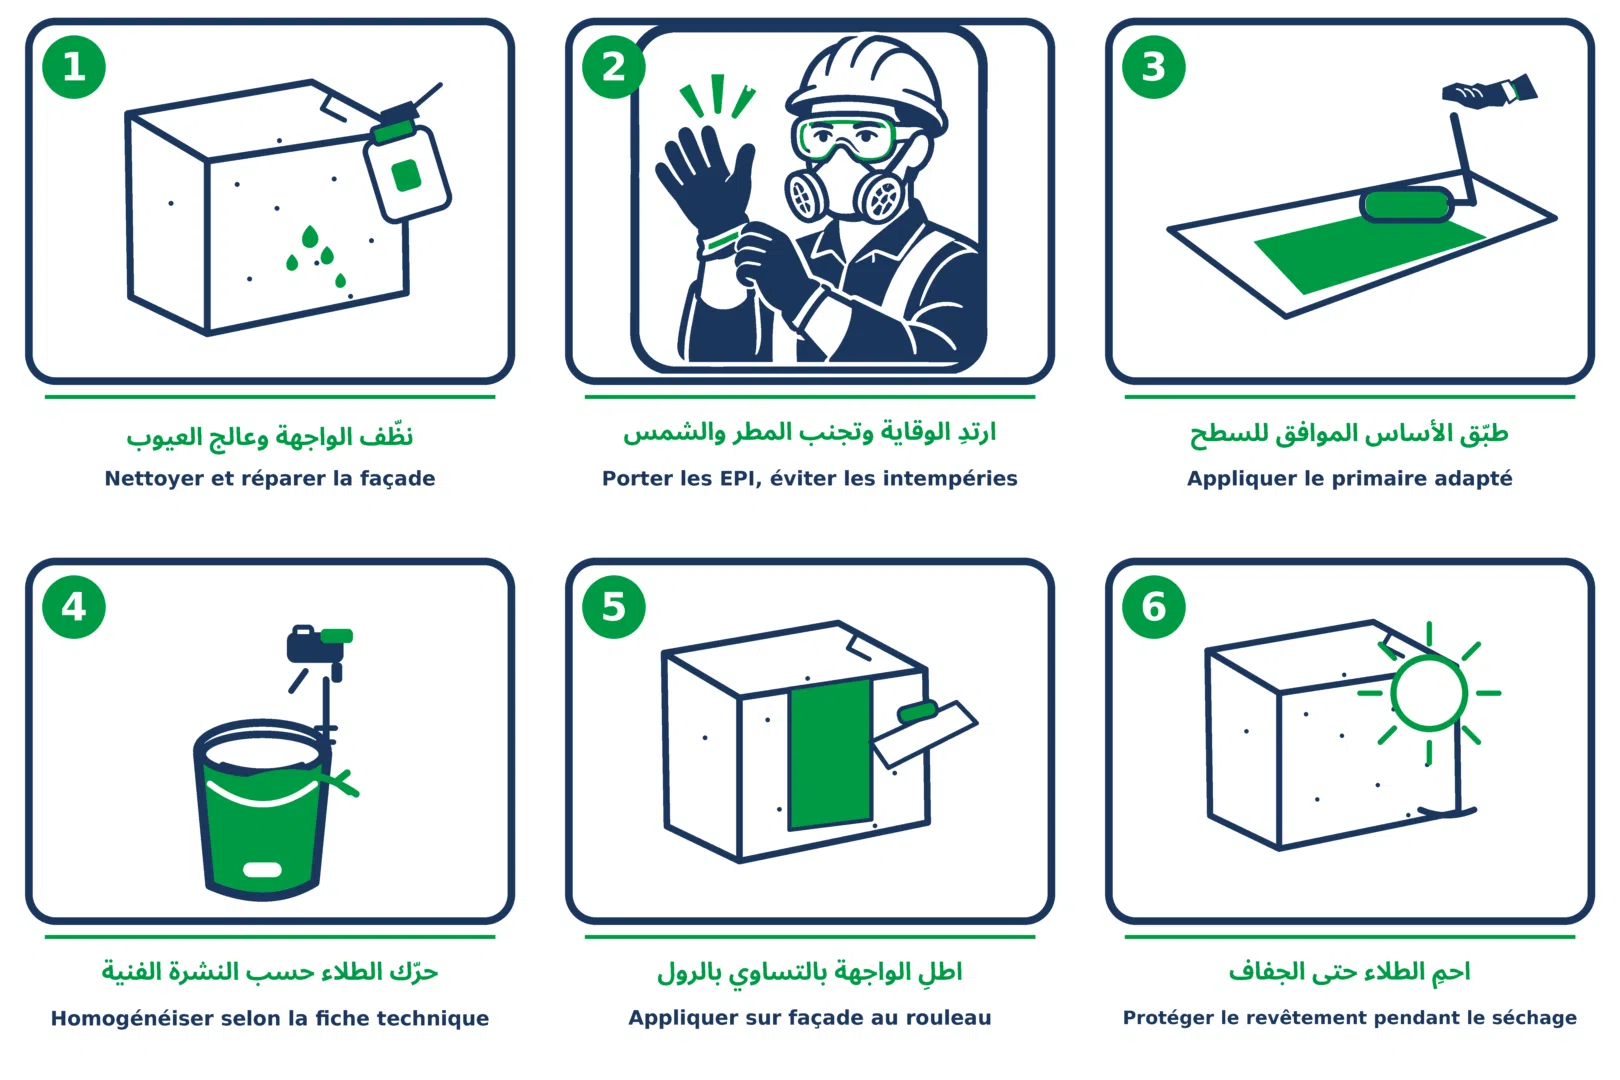 1
نظّف الواجهة وعالج العيوب
Nettoyer et réparer la façade
2
ارتدِ الوقاية وتجنب المطر والشمس
Porter les EPI, éviter les intempéries
3
طبّق الأساس الموافق للسطح
Appliquer le primaire adapté
4
حرّك الطلاء حسب النشرة الفنية
Homogénéiser selon la fiche technique
5
اطلِ الواجهة بالتساوي بالرول
Appliquer sur façade au rouleau
6
احمِ الطلاء حتى الجفاف
Protéger le revêtement pendant le séchage